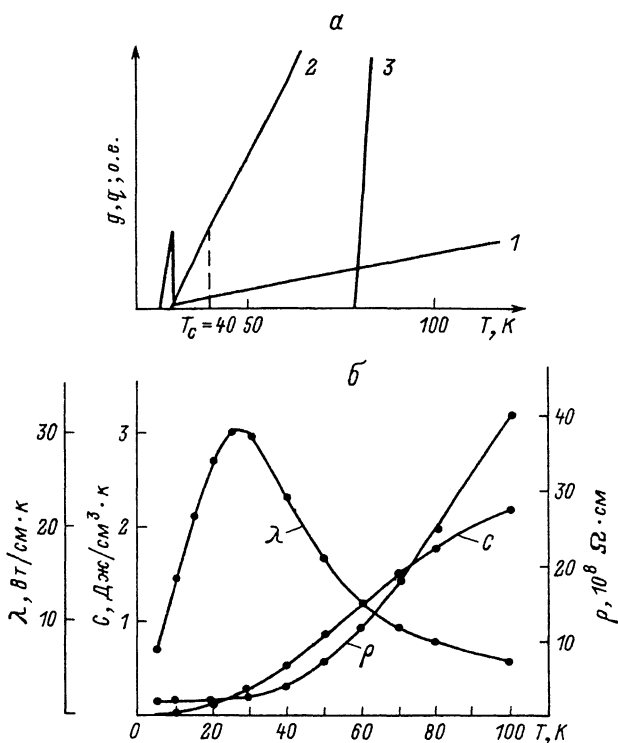 а
2
3
1
g, q; о.е.
T_c = 40 50
100
T, К
б
30
20
10
λ, Вт/см·к
3
2
1
C, Дж/см³·к
λ
C
ρ
40
30
20
10
ρ, 10⁸ Ω·см
0
20
40
60
80
100 T, К